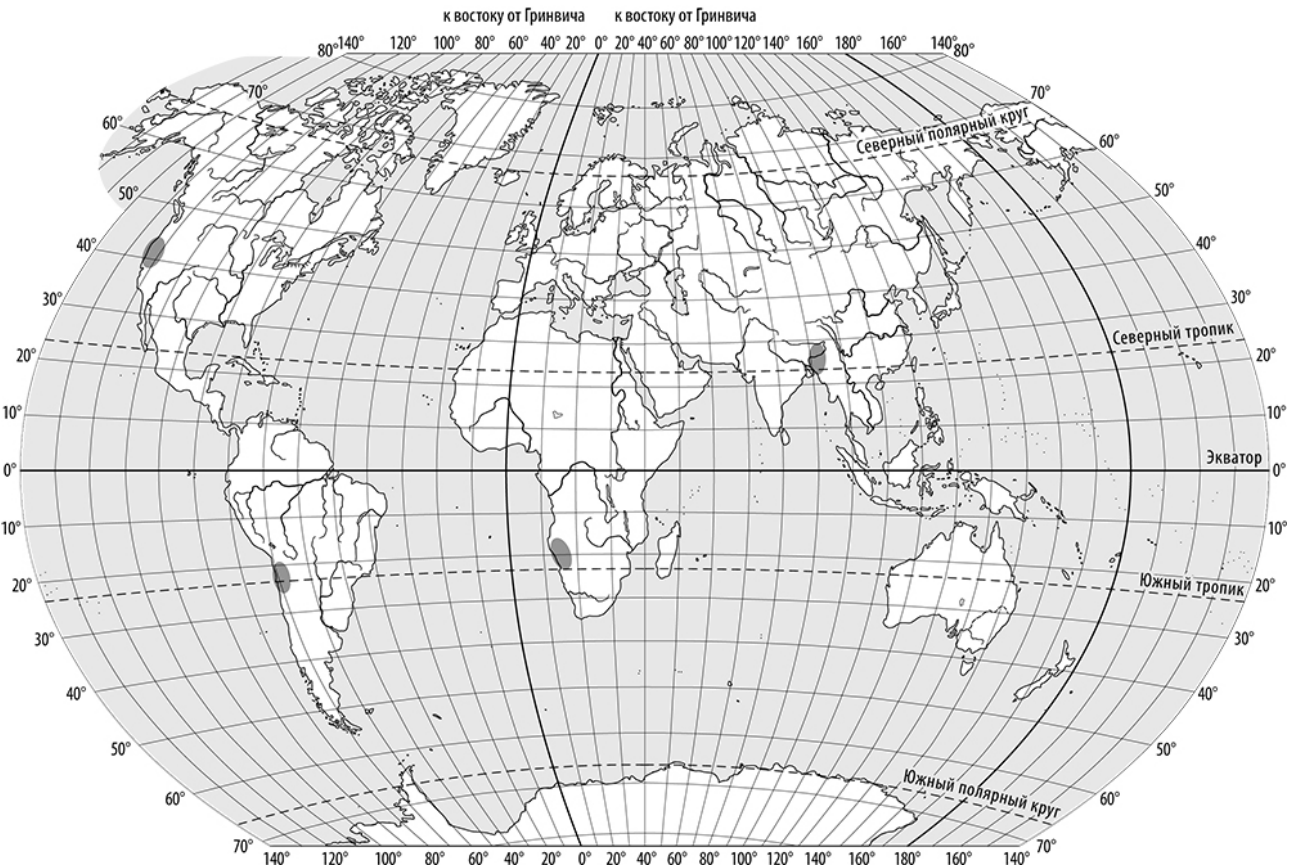 к востоку от Гринвича к востоку от Гринвича
80° 140° 120° 100° 80° 60° 40° 20° 0° 20° 40° 60° 80° 100° 120° 140° 160° 180° 160° 140° 80°
70° 70°
Северный полярный круг
60° 60°
50° 50°
40° 40°
30° 30°
Северный тропик
20° 20°
10° 10°
Экватор
0° 0°
10° 10°
Южный тропик
20° 20°
30° 30°
40° 40°
50° 50°
Южный полярный круг
60° 60°
70° 70°
140° 120° 100° 80° 60° 40° 20° 0° 20° 40° 60° 80° 100° 120° 140° 160° 180° 160° 140°